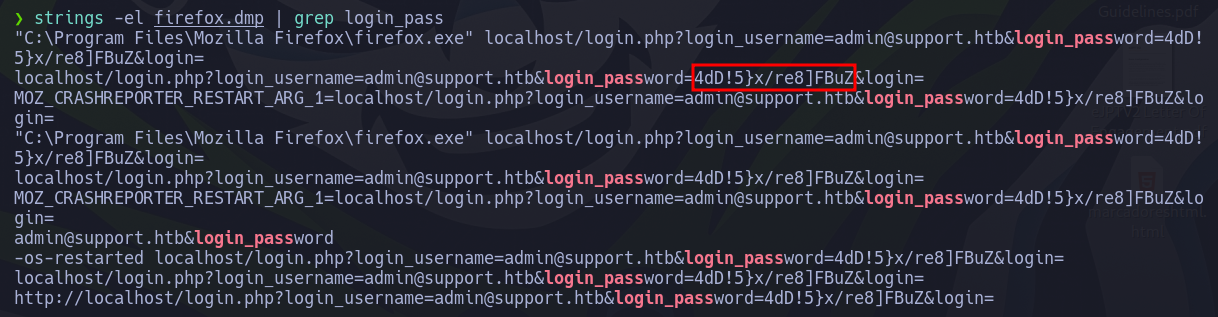 ❯ strings -el firefox.dmp | grep login_pass
"C:\Program Files\Mozilla Firefox\firefox.exe" localhost/login.php?login_username=admin@support.htb&login_password=4dD!
5}x/re8]FBuZ&login=
localhost/login.php?login_username=admin@support.htb&login_password=4dD!5}x/re8]FBuZ&login=
MOZ_CRASHREPORTER_RESTART_ARG_1=localhost/login.php?login_username=admin@support.htb&login_password=4dD!5}x/re8]FBuZ&lo
gin=
"C:\Program Files\Mozilla Firefox\firefox.exe" localhost/login.php?login_username=admin@support.htb&login_password=4dD!
5}x/re8]FBuZ&login=
localhost/login.php?login_username=admin@support.htb&login_password=4dD!5}x/re8]FBuZ&login=
MOZ_CRASHREPORTER_RESTART_ARG_1=localhost/login.php?login_username=admin@support.htb&login_password=4dD!5}x/re8]FBuZ&lo
gin=
admin@support.htb&login_password
-os-restarted localhost/login.php?login_username=admin@support.htb&login_password=4dD!5}x/re8]FBuZ&login=
localhost/login.php?login_username=admin@support.htb&login_password=4dD!5}x/re8]FBuZ&login=
http://localhost/login.php?login_username=admin@support.htb&login_password=4dD!5}x/re8]FBuZ&login=
Guidelines.pdf